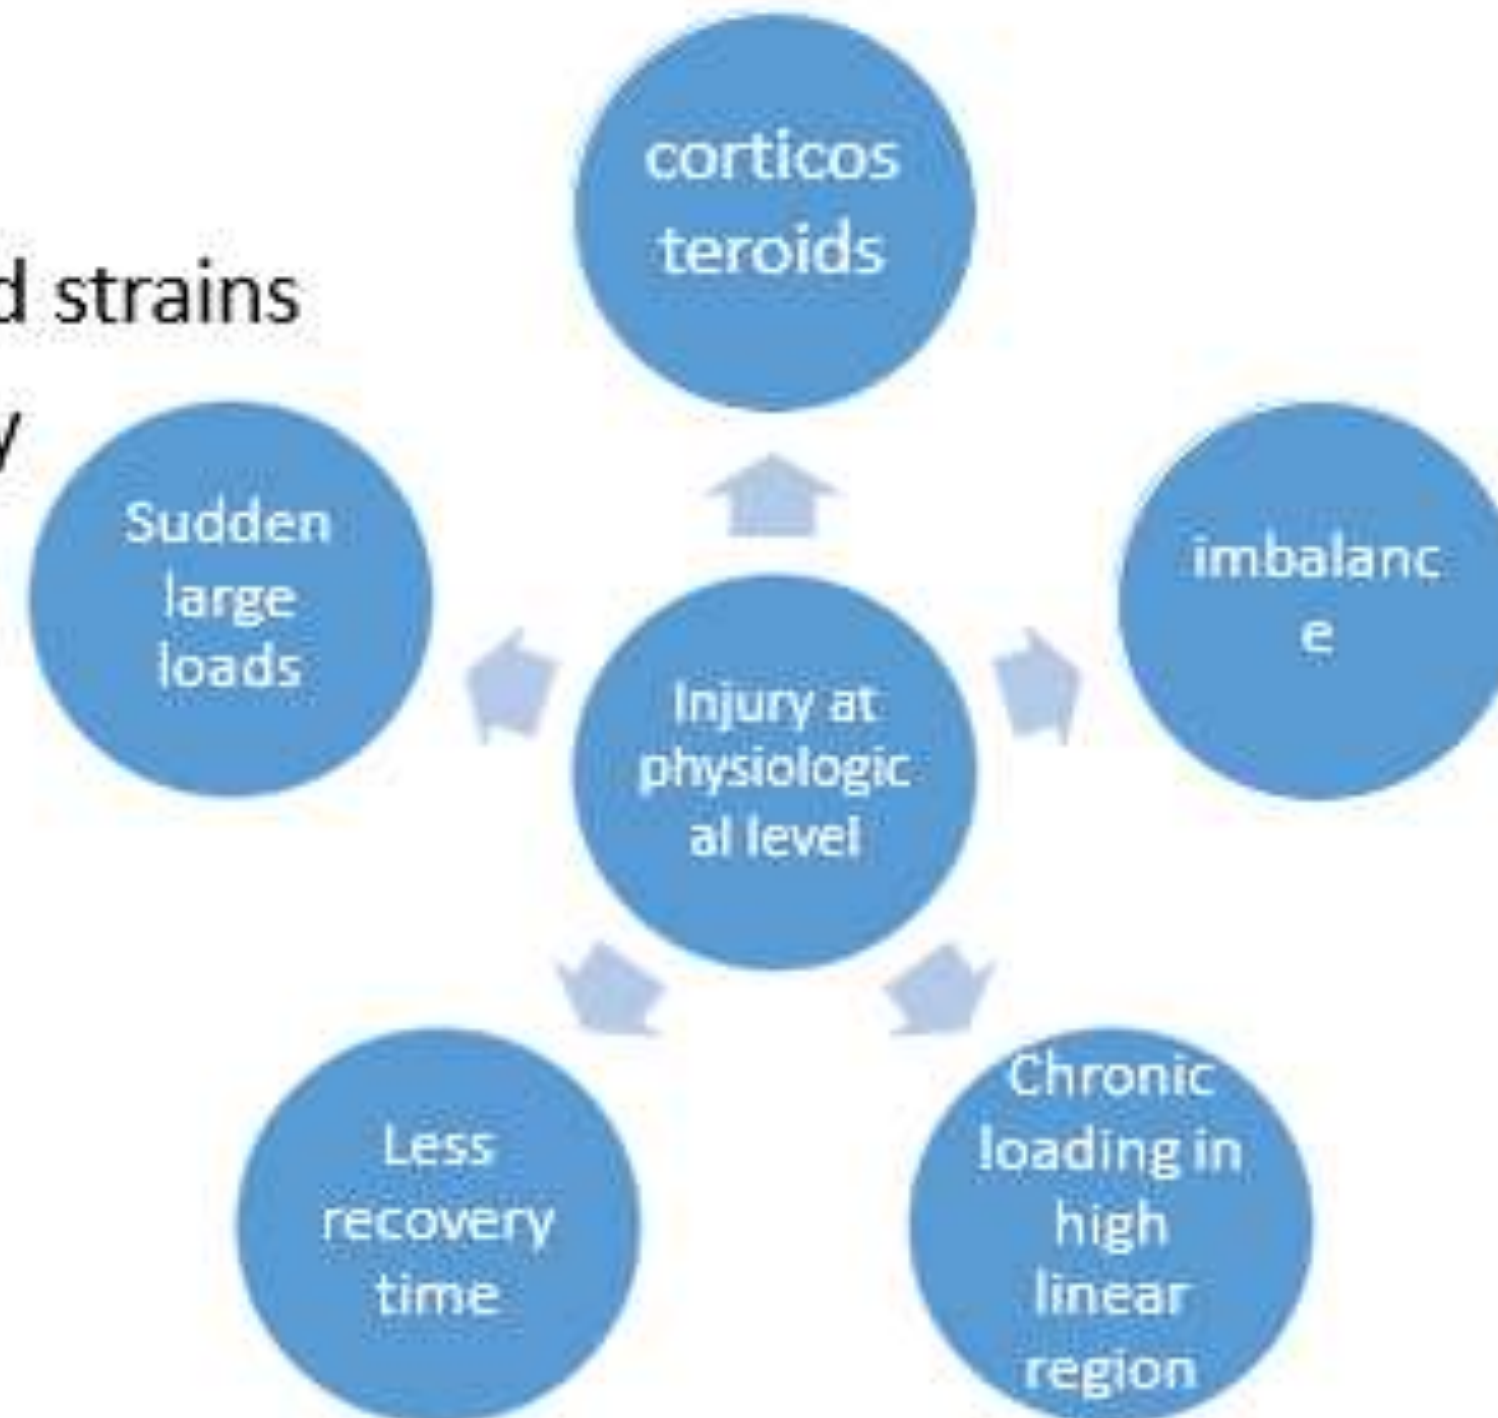 d strains
y
corticos
teroids
Sudden
large
loads
imbalanc
e
Injury at
physiologic
al level
Less
recovery
time
Chronic
loading in
high
linear
region